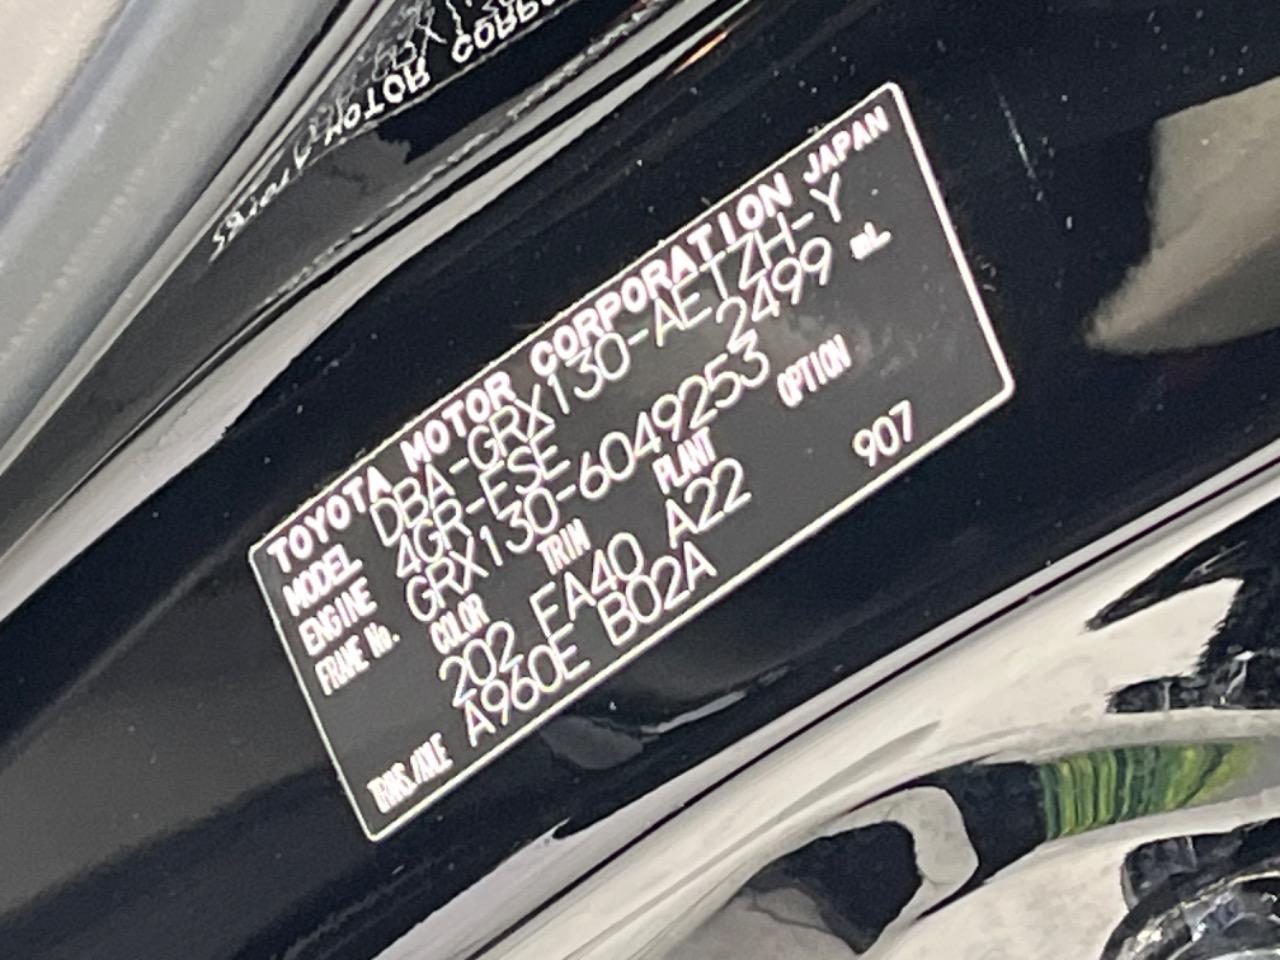 TOYOTA MOTOR CORPORATION JAPAN
MODEL DBA-GRX130-AETZH-Y
ENGINE 4GR-FSE 2499 mL
FRAME No. GRX130-6049253
COLOR TRIM PLANT OPTION
202 FA40 A22 907
TRANS./AXLE A960E B02A
MOTOR